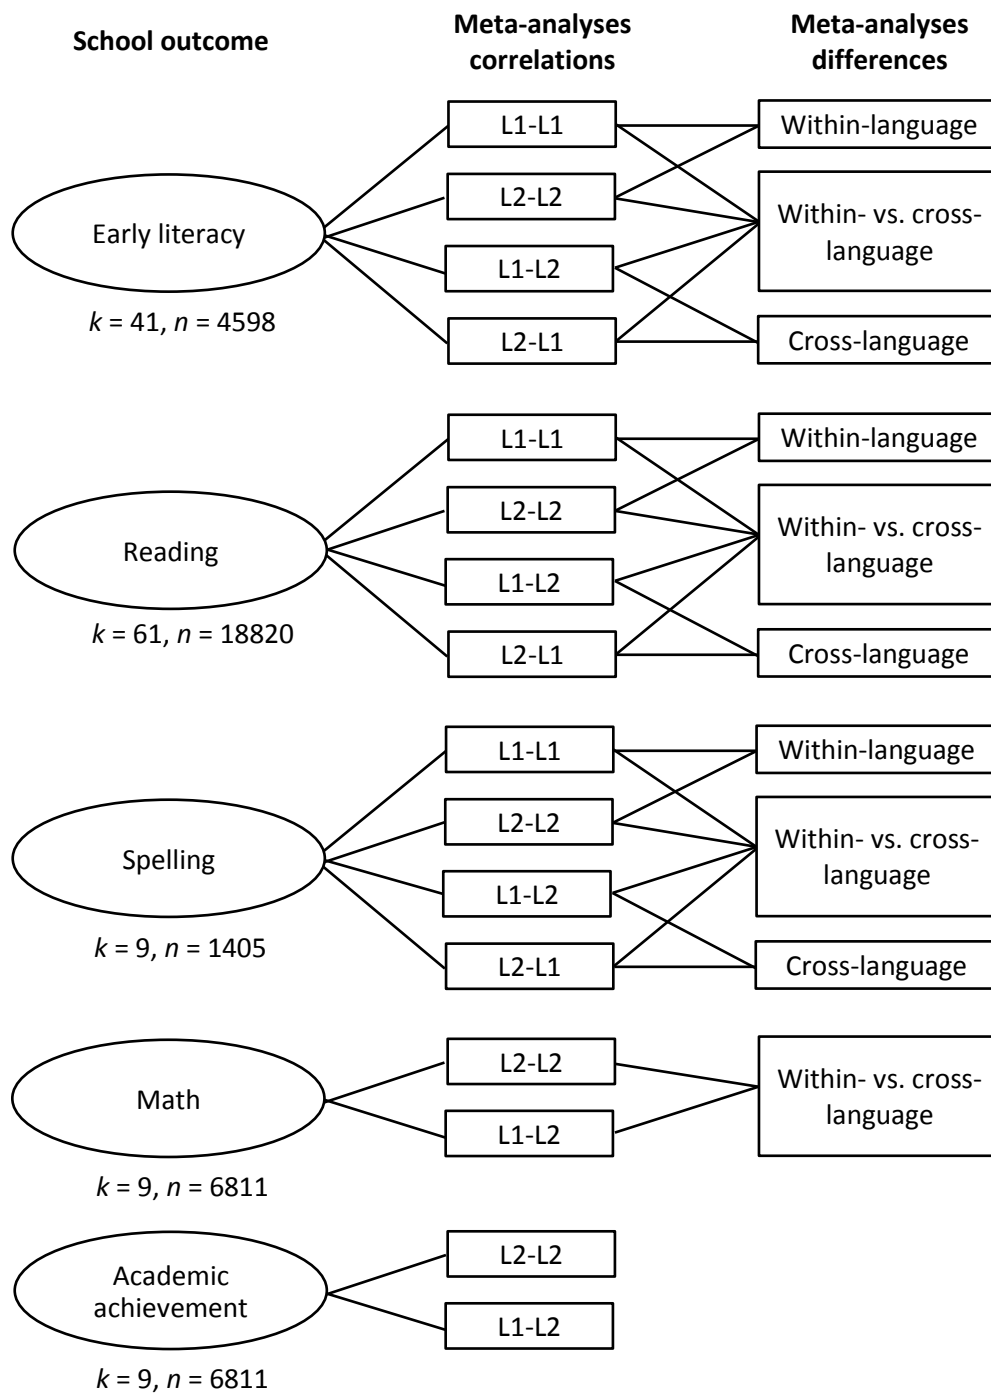 School outcome
Meta-analyses
correlations
Meta-analyses
differences
Early literacy
k = 41, n = 4598
L1-L1
L2-L2
L1-L2
L2-L1
Within-language
Within- vs. cross-
language
Cross-language
Reading
k = 61, n = 18820
L1-L1
L2-L2
L1-L2
L2-L1
Within-language
Within- vs. cross-
language
Cross-language
Spelling
k = 9, n = 1405
L1-L1
L2-L2
L1-L2
L2-L1
Within-language
Within- vs. cross-
language
Cross-language
Math
k = 9, n = 6811
L2-L2
L1-L2
Within- vs. cross-
language
Academic
achievement
k = 9, n = 6811
L2-L2
L1-L2